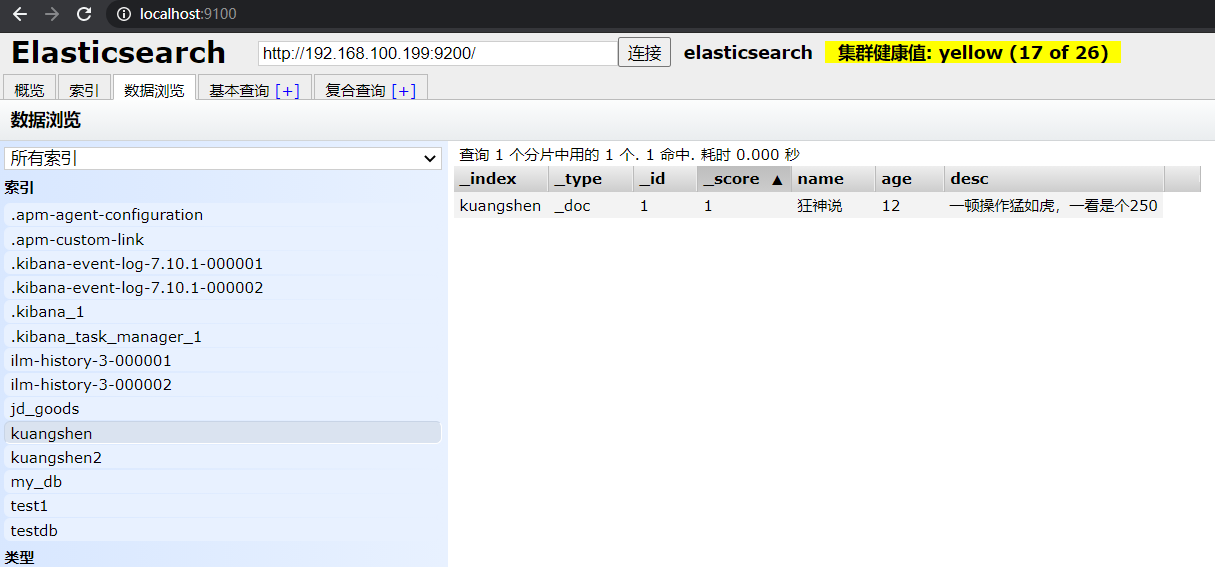 localhost:9100
Elasticsearch http://192.168.100.199:9200/ 连接 elasticsearch 集群健康值: yellow (17 of 26)
概览 索引 数据浏览 基本查询 [+] 复合查询 [+]
数据浏览
所有索引
索引
.apm-agent-configuration
.apm-custom-link
.kibana-event-log-7.10.1-000001
.kibana-event-log-7.10.1-000002
.kibana_1
.kibana_task_manager_1
ilm-history-3-000001
ilm-history-3-000002
jd_goods
kuangshen
kuangshen2
my_db
test1
testdb
类型
查询 1 个分片中用的 1 个. 1 命中. 耗时 0.000 秒
_index _type _id _score ▲ name age desc
kuangshen _doc 1 1 狂神说 12 一顿操作猛如虎，一看是个250